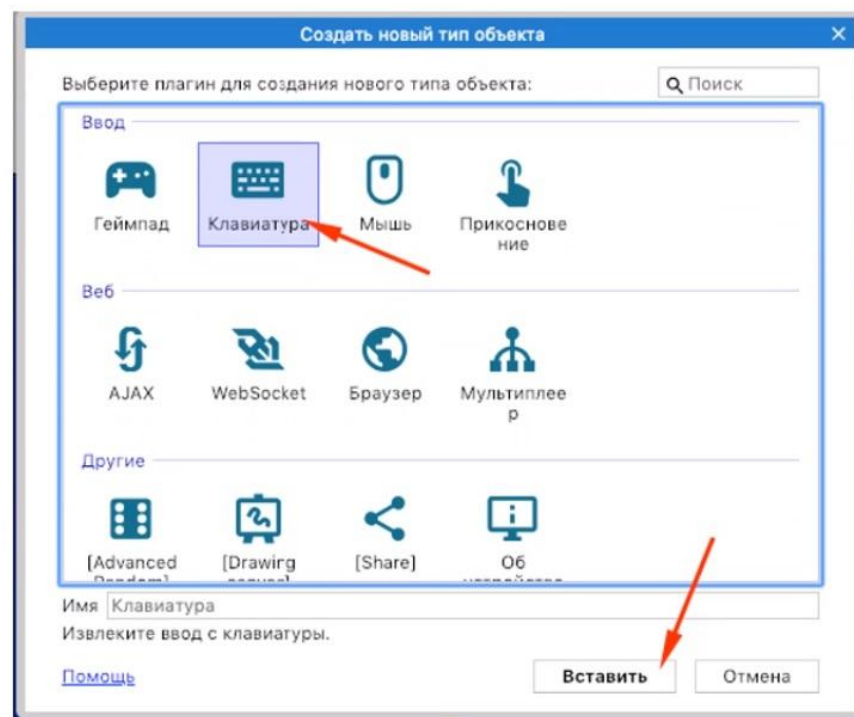 Создать новый тип объекта
Выберите плагин для создания нового типа объекта:
Поиск
Ввод
Геймпад
Клавиатура
Мышь
Прикоснове
ние
Веб
AJAX
WebSocket
Браузер
Мультиплее
р
Другие
[Advanced
[Drawing
[Share]
Об
Имя Клавиатура
Извлеките ввод с клавиатуры.
Помощь
Вставить
Отмена